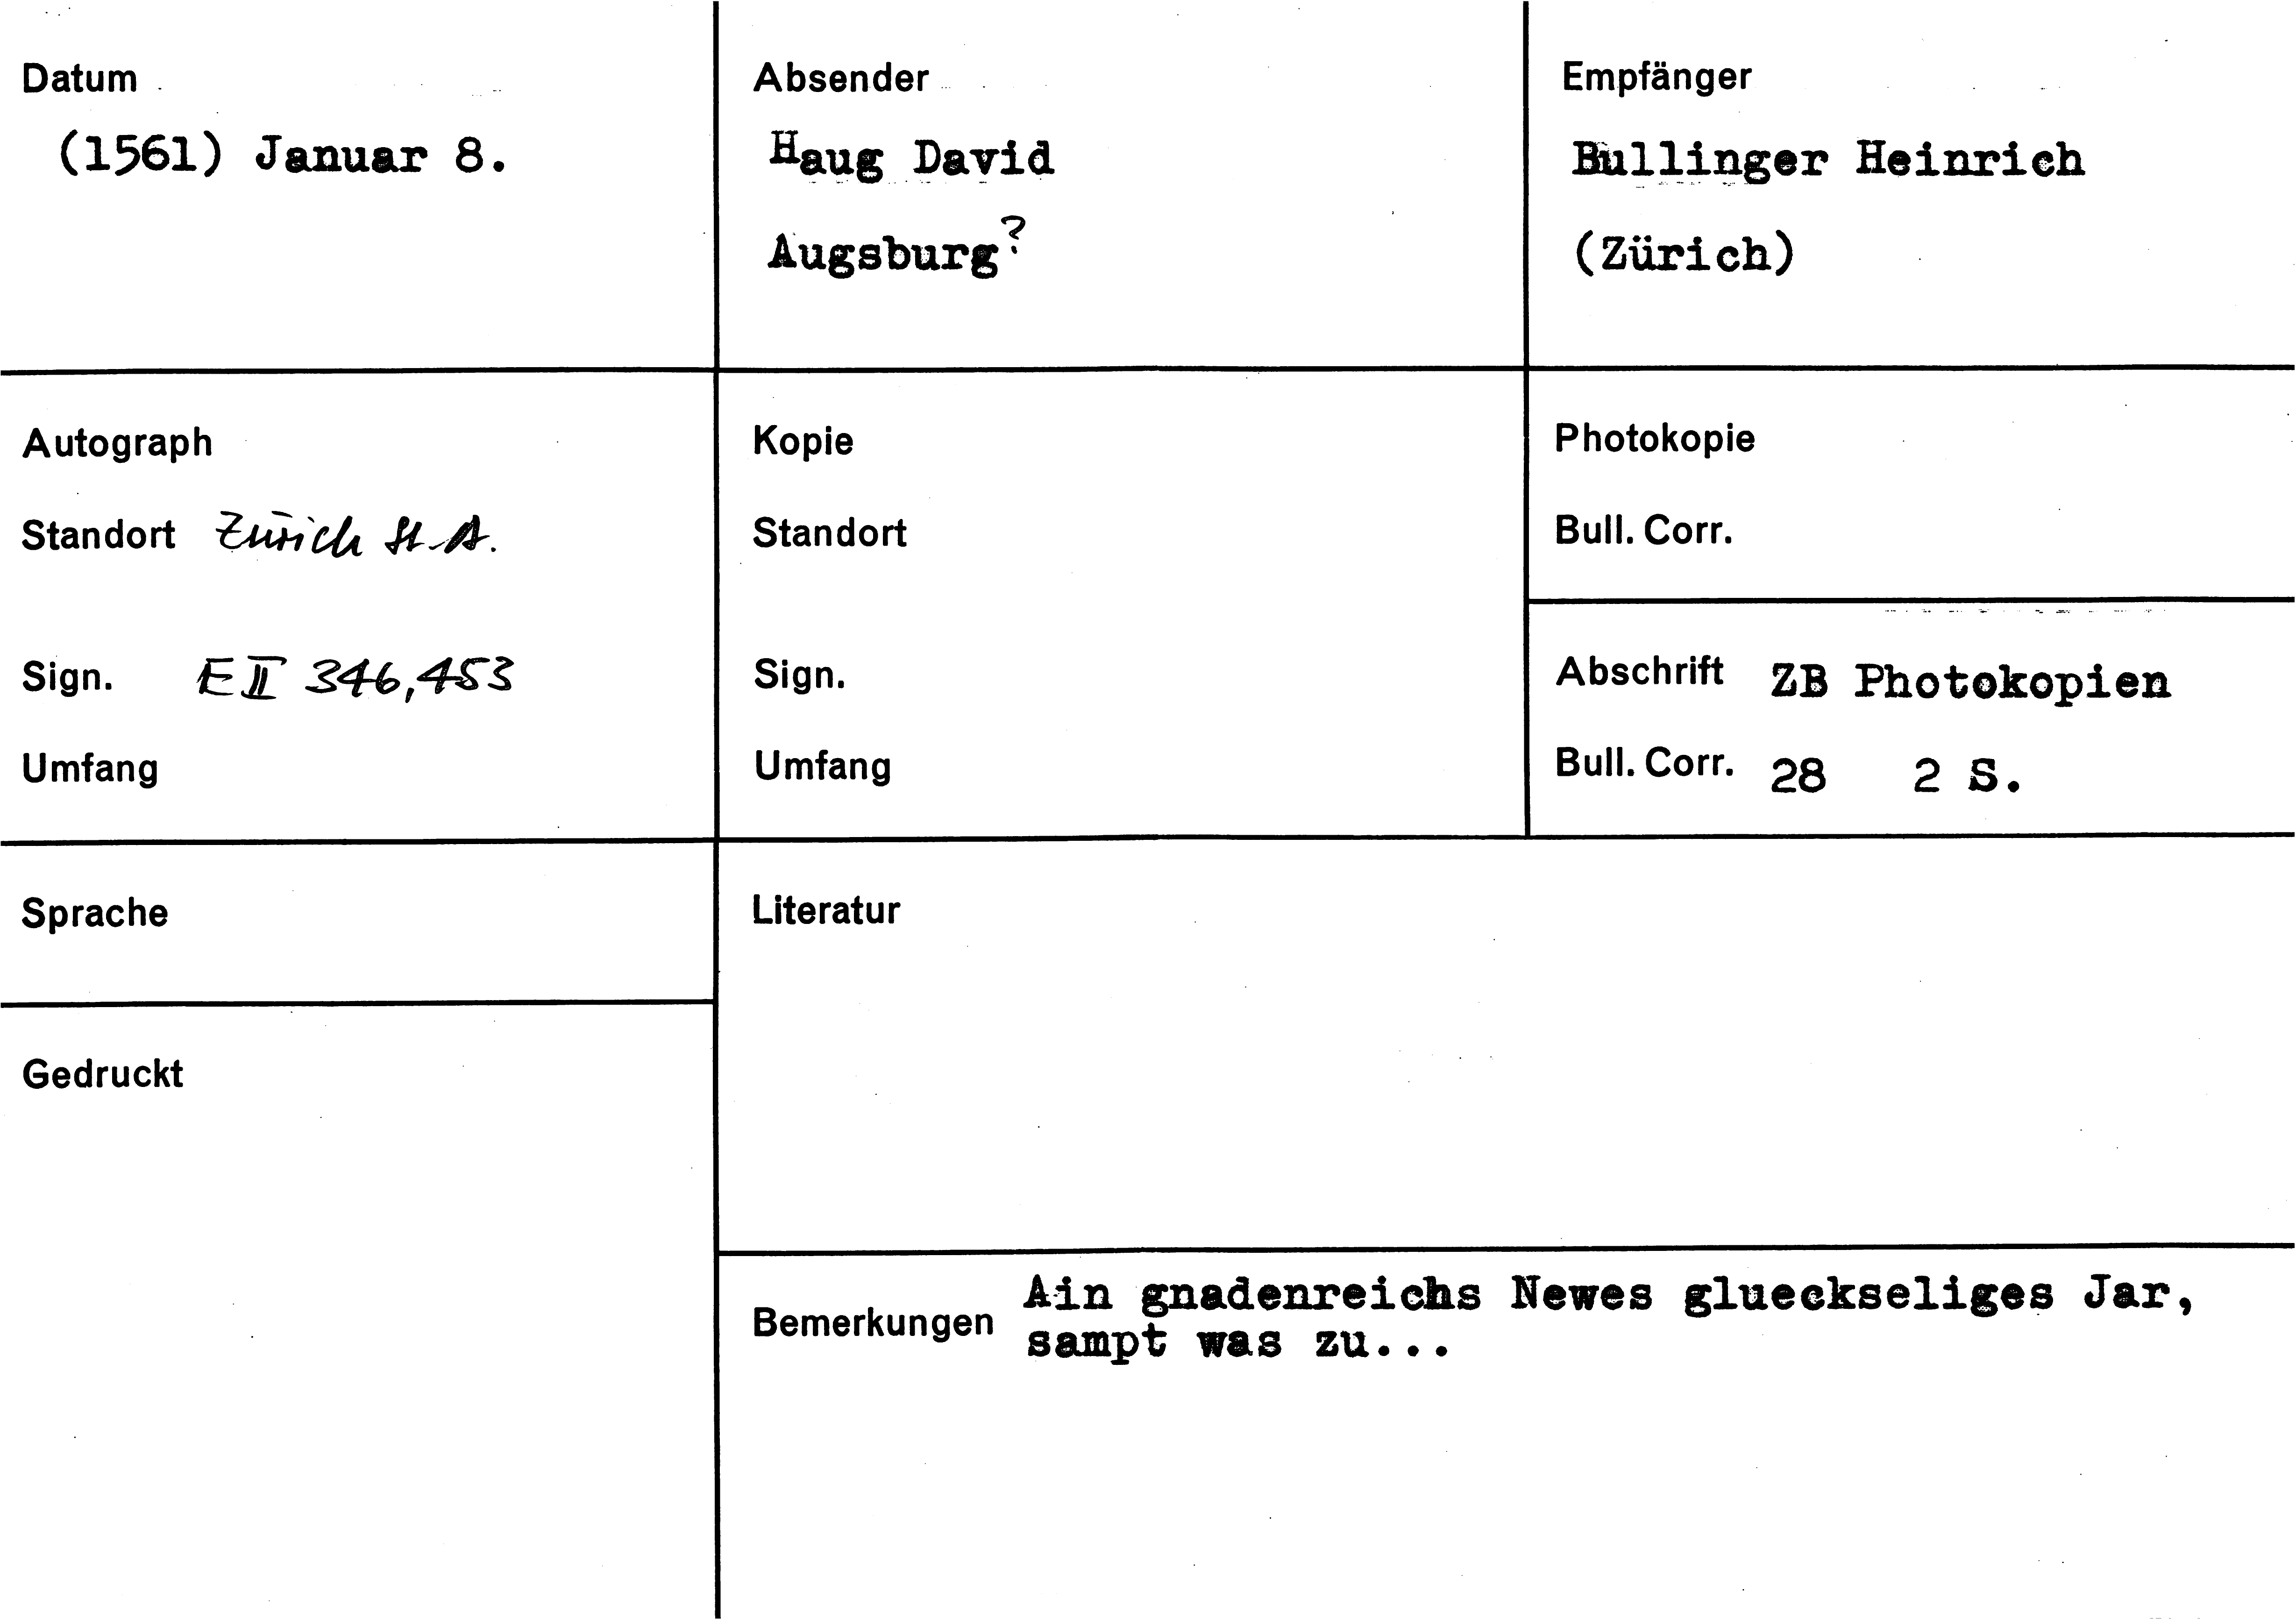 Datum
(1561) Januar 8.
Absender
Haug David
Augsburg?
Empfänger
Bullinger Heinrich
(Zürich)
Autograph
Standort Zürich St.A.
Sign. E II 346,453
Umfang
Kopie
Standort
Sign.
Umfang
Photokopie
Bull. Corr.
Abschrift ZB Photokopien
Bull. Corr. 28 2 S.
Sprache
Gedruckt
Literatur
Bemerkungen Ain gnadenreichs Newes glueckseliges Jar,
sampt was zu...